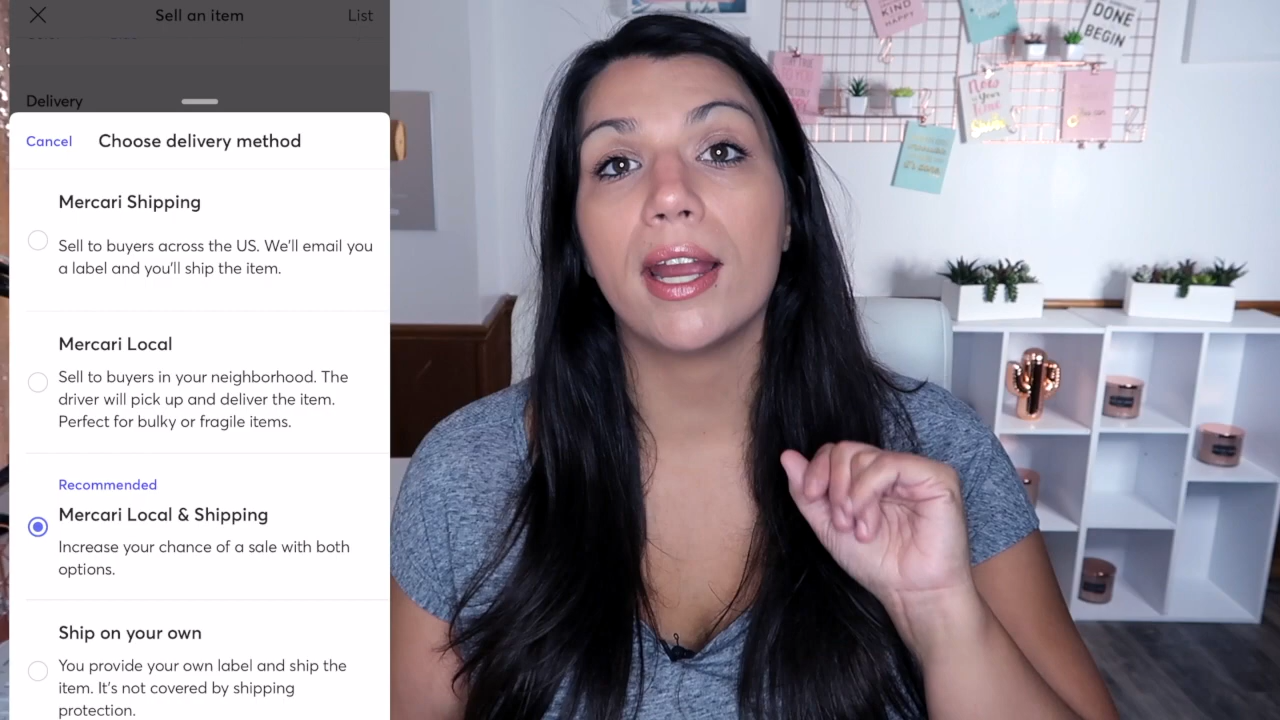 Sell an item
List
Delivery
Cancel
Choose delivery method
Mercari Shipping
Sell to buyers across the US. We'll email you
a label and you'll ship the item.
Mercari Local
Sell to buyers in your neighborhood. The
driver will pick up and deliver the item.
Perfect for bulky or fragile items.
Recommended
Mercari Local & Shipping
Increase your chance of a sale with both
options.
Ship on your own
You provide your own label and ship the
item. It's not covered by shipping
protection.
KIND
HAPPY
DONE
BEGIN